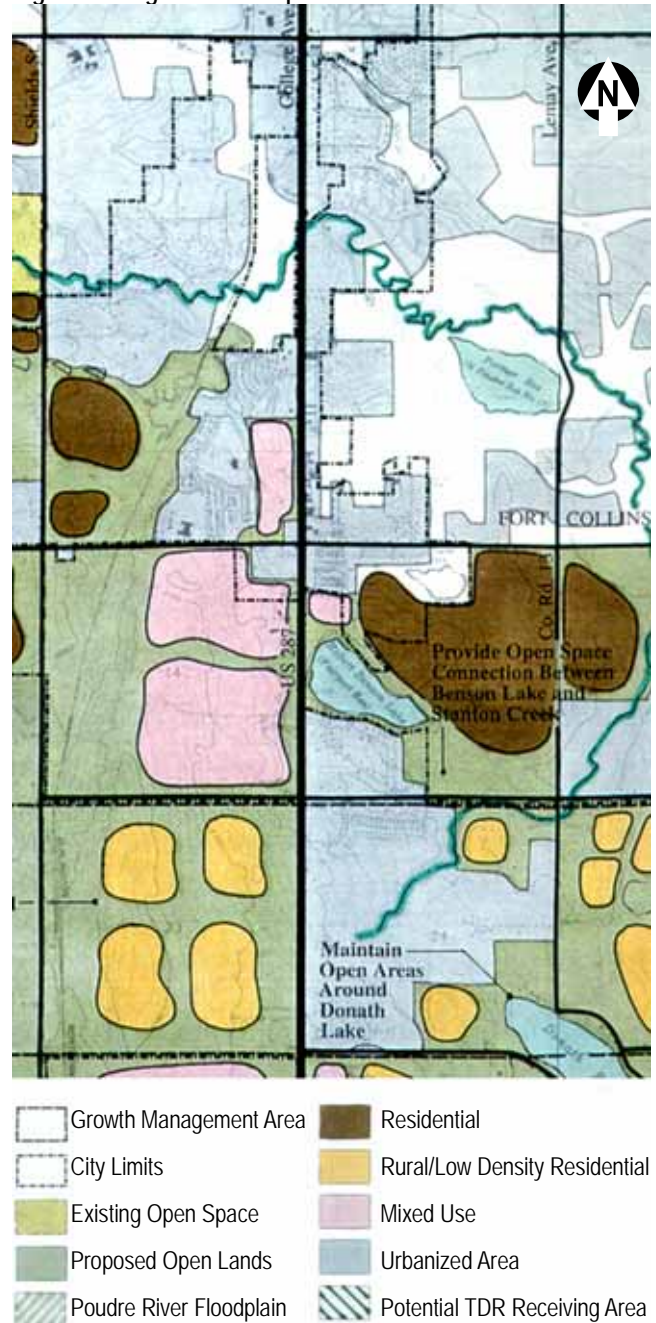 Shields St.
College Ave.
Lemay Ave.
N
FORT COLLINS
Co. Rd.
US 287
Provide Open Space
Connection Between
Benson Lake and
Stanton Creek
Maintain
Open Areas
Around
Donath
Lake
Donath
Growth Management Area
Residential
City Limits
Rural/Low Density Residential
Existing Open Space
Mixed Use
Proposed Open Lands
Urbanized Area
Poudre River Floodplain
Potential TDR Receiving Area